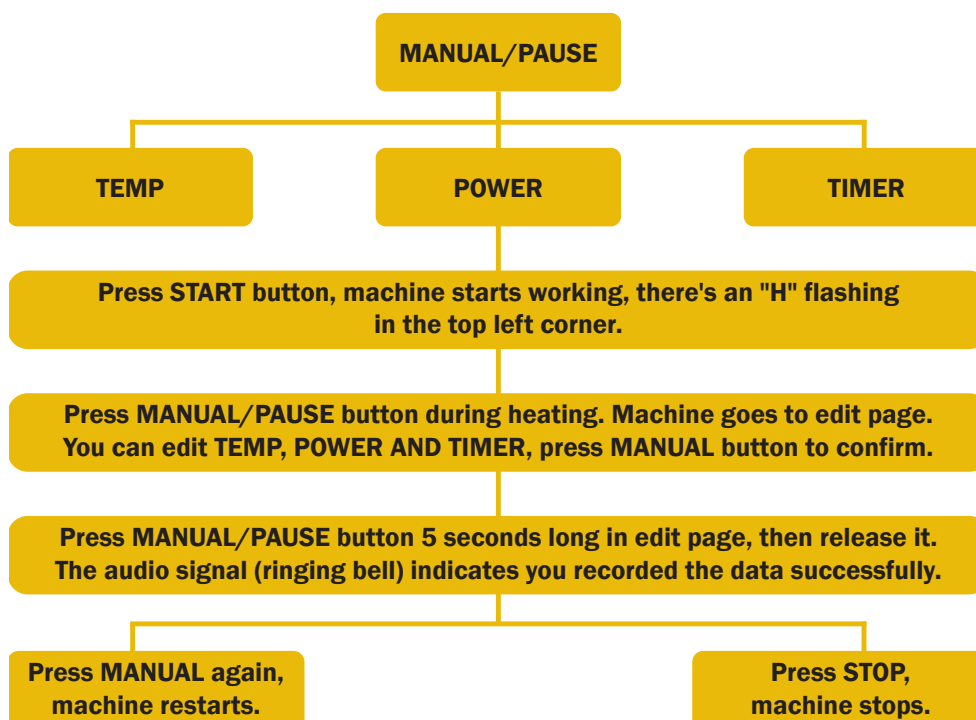 MANUAL/PAUSE
TEMP
POWER
TIMER
Press START button, machine starts working, there's an "H" flashing
in the top left corner.
Press MANUAL/PAUSE button during heating. Machine goes to edit page.
You can edit TEMP, POWER AND TIMER, press MANUAL button to confirm.
Press MANUAL/PAUSE button 5 seconds long in edit page, then release it.
The audio signal (ringing bell) indicates you recorded the data successfully.
Press MANUAL again,
machine restarts.
Press STOP,
machine stops.